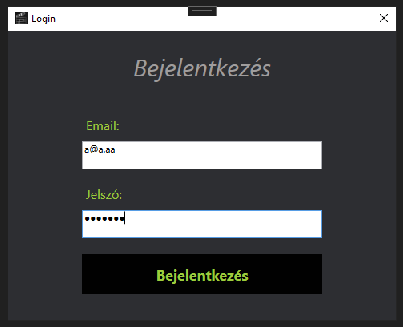 Login
Bejelentkezés
Email:
a@a.aa
Jelszó:
•••••••
Bejelentkezés